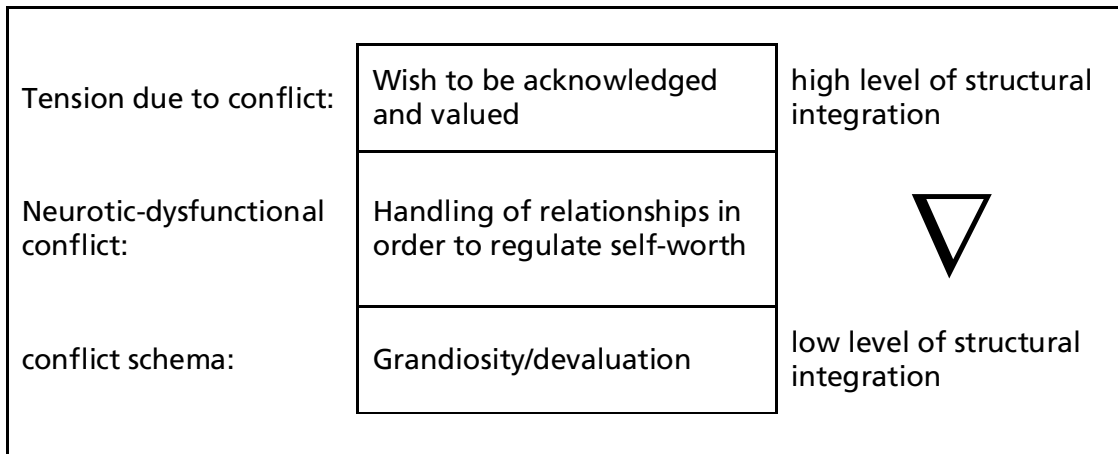 Tension due to conflict:
Wish to be acknowledged
and valued
high level of structural
integration
Neurotic-dysfunctional
conflict:
Handling of relationships in
order to regulate self-worth
conflict schema:
Grandiosity/devaluation
low level of structural
integration